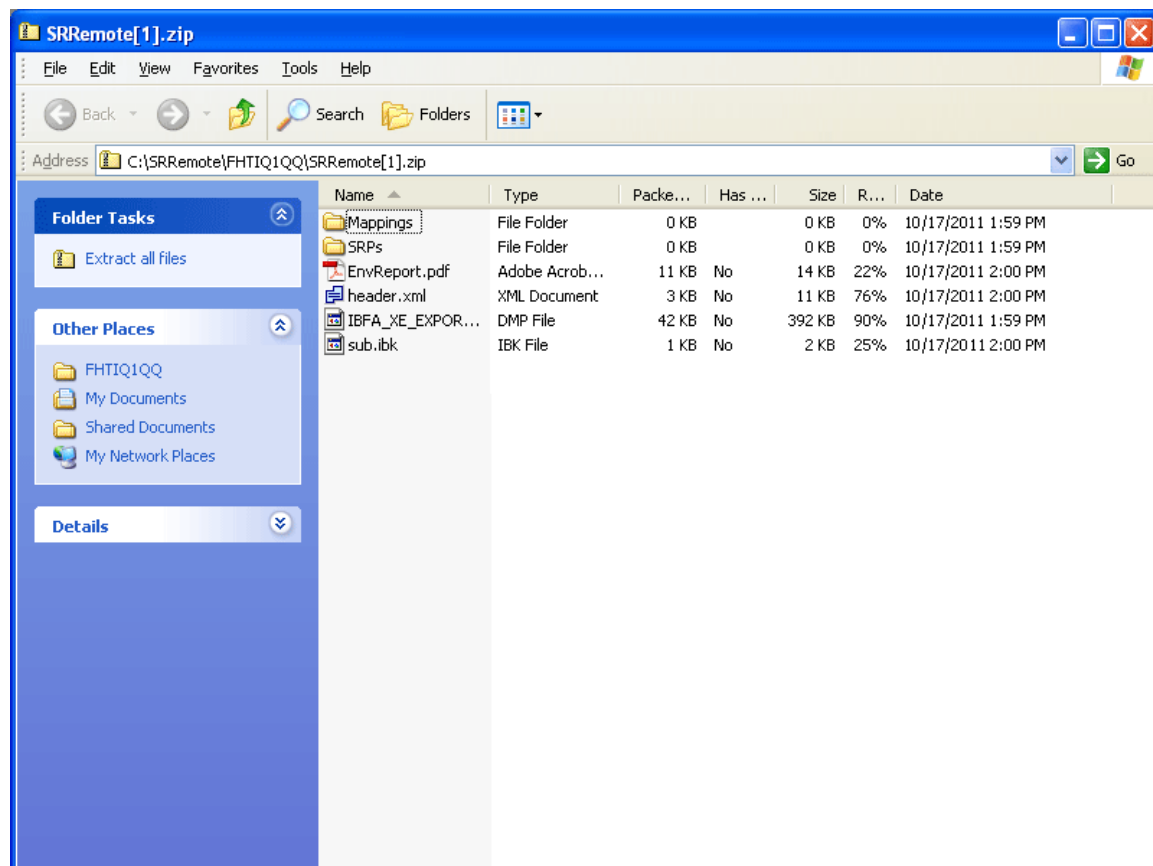 SRRemote[1].zip
File Edit View Favorites Tools Help
Back Search Folders
Address C:\SRRemote\FHTIQ1QQ\SRRemote[1].zip Go
Folder Tasks
Extract all files
Other Places
FHTIQ1QQ
My Documents
Shared Documents
My Network Places
Details
Name Type Packe... Has ... Size R... Date
Mappings File Folder 0 KB 0 KB 0% 10/17/2011 1:59 PM
SRPs File Folder 0 KB 0 KB 0% 10/17/2011 1:59 PM
EnvReport.pdf Adobe Acrob... 11 KB No 14 KB 22% 10/17/2011 2:00 PM
header.xml XML Document 3 KB No 11 KB 76% 10/17/2011 2:00 PM
IBFA_XE_EXPOR... DMP File 42 KB No 392 KB 90% 10/17/2011 1:59 PM
sub.ibk IBK File 1 KB No 2 KB 25% 10/17/2011 2:00 PM